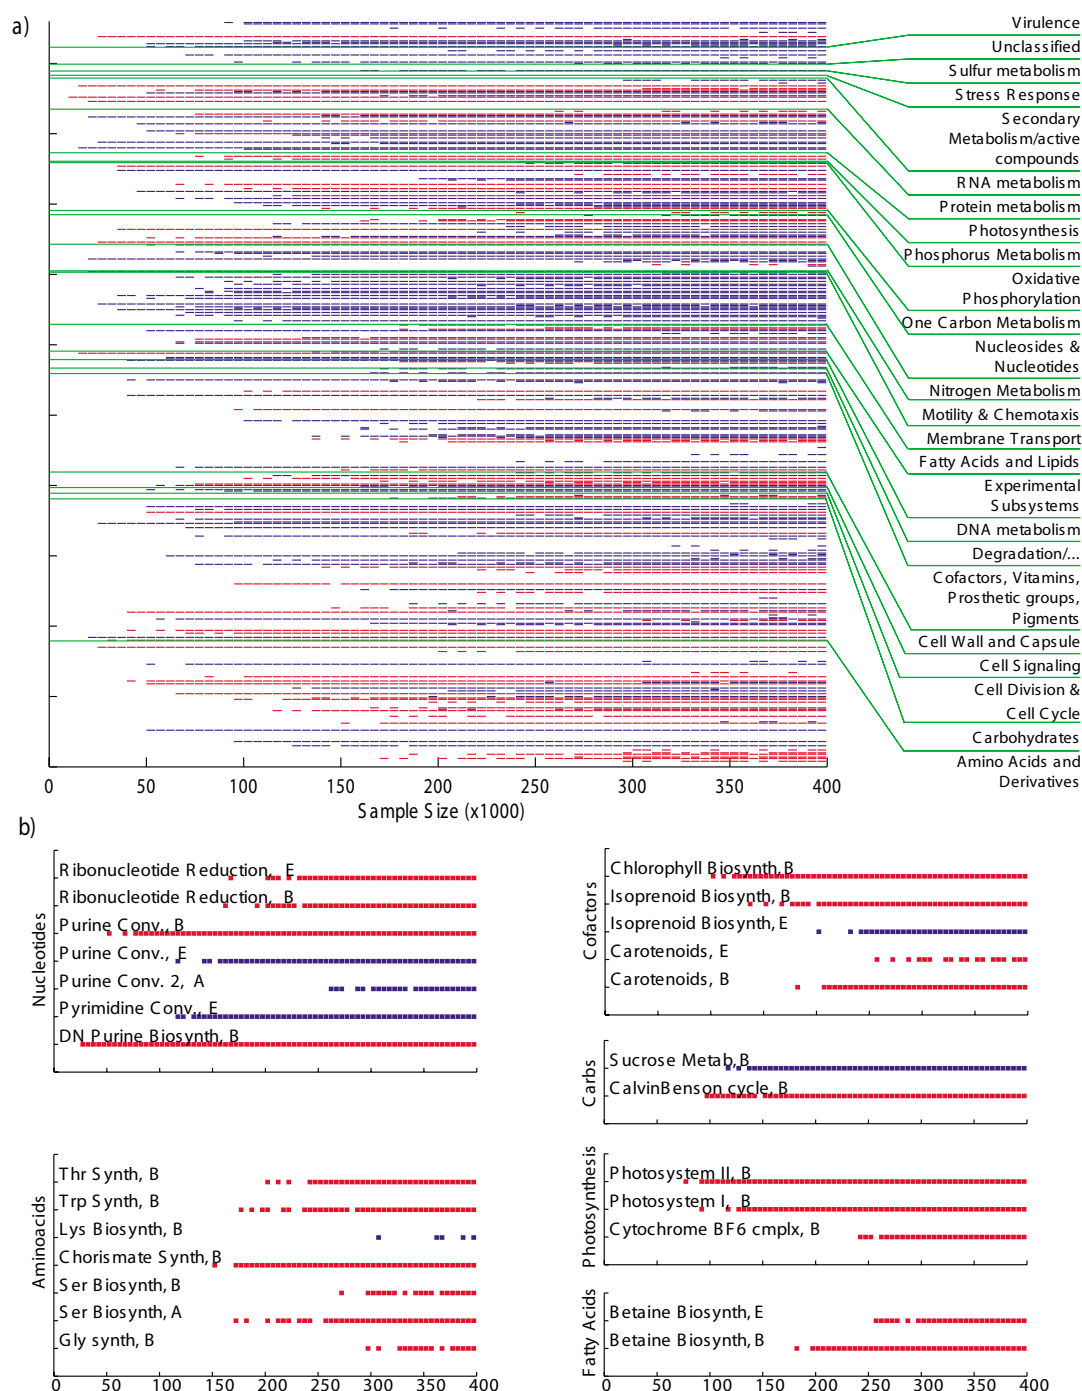 a)
Virulence
Unclassified
Sulfur metabolism
Stress Response
Secondary
Metabolism/active
compounds
RNA metabolism
Protein metabolism
Photosynthesis
Phosphorus Metabolism
Oxidative
Phosphorylation
One Carbon Metabolism
Nucleosides &
Nucleotides
Nitrogen Metabolism
Motility & Chemotaxis
Membrane Transport
Fatty Acids and Lipids
Experimental
Subsystems
DNA metabolism
Degradation/...
Cofactors, Vitamins,
Prosthetic groups,
Pigments
Cell Wall and Capsule
Cell Signaling
Cell Division &
Cell Cycle
Carbohydrates
Amino Acids and
Derivatives
0 50 100 150 200 250 300 350 400
Sample Size (x1000)
b)
Nucleotides
Ribonucleotide Reduction, E
Ribonucleotide Reduction, B
Purine Conv., B
Purine Conv., E
Purine Conv. 2, A
Pyrimidine Conv., E
DN Purine Biosynth, B
Aminoacids
Thr Synth, B
Trp Synth, B
Lys Biosynth, B
Chorismate Synth, B
Ser Biosynth, B
Ser Biosynth, A
Gly synth, B
0 50 100 150 200 250 300 350 400
Cofactors
Chlorophyll Biosynth, B
Isoprenoid Biosynth, B
Isoprenoid Biosynth, E
Carotenoids, E
Carotenoids, B
Carbs
Sucrose Metab, B
CalvinBenson cycle, B
Photosynthesis
Photosystem II, B
Photosystem I, B
Cytochrome BF6 cmplx, B
Fatty Acids
Betaine Biosynth, E
Betaine Biosynth, B
0 50 100 150 200 250 300 350 400